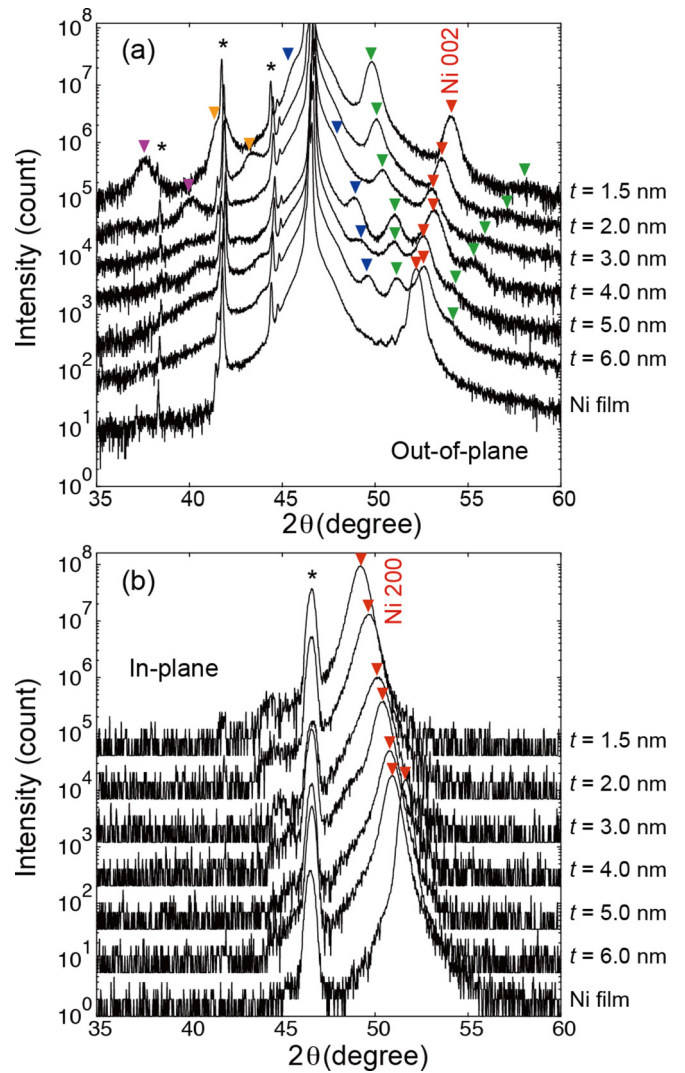 (a)
* *
*
Ni 002
10^8
10^7
10^6
10^5
10^4
10^3
10^2
10^1
10^0
Intensity (count)
t = 1.5 nm
t = 2.0 nm
t = 3.0 nm
t = 4.0 nm
t = 5.0 nm
t = 6.0 nm
Ni film
Out-of-plane
35 40 45 50 55 60
2θ(degree)
(b)
*
Ni 200
In-plane
10^8
10^7
10^6
10^5
10^4
10^3
10^2
10^1
10^0
Intensity (count)
t = 1.5 nm
t = 2.0 nm
t = 3.0 nm
t = 4.0 nm
t = 5.0 nm
t = 6.0 nm
Ni film
35 40 45 50 55 60
2θ(degree)